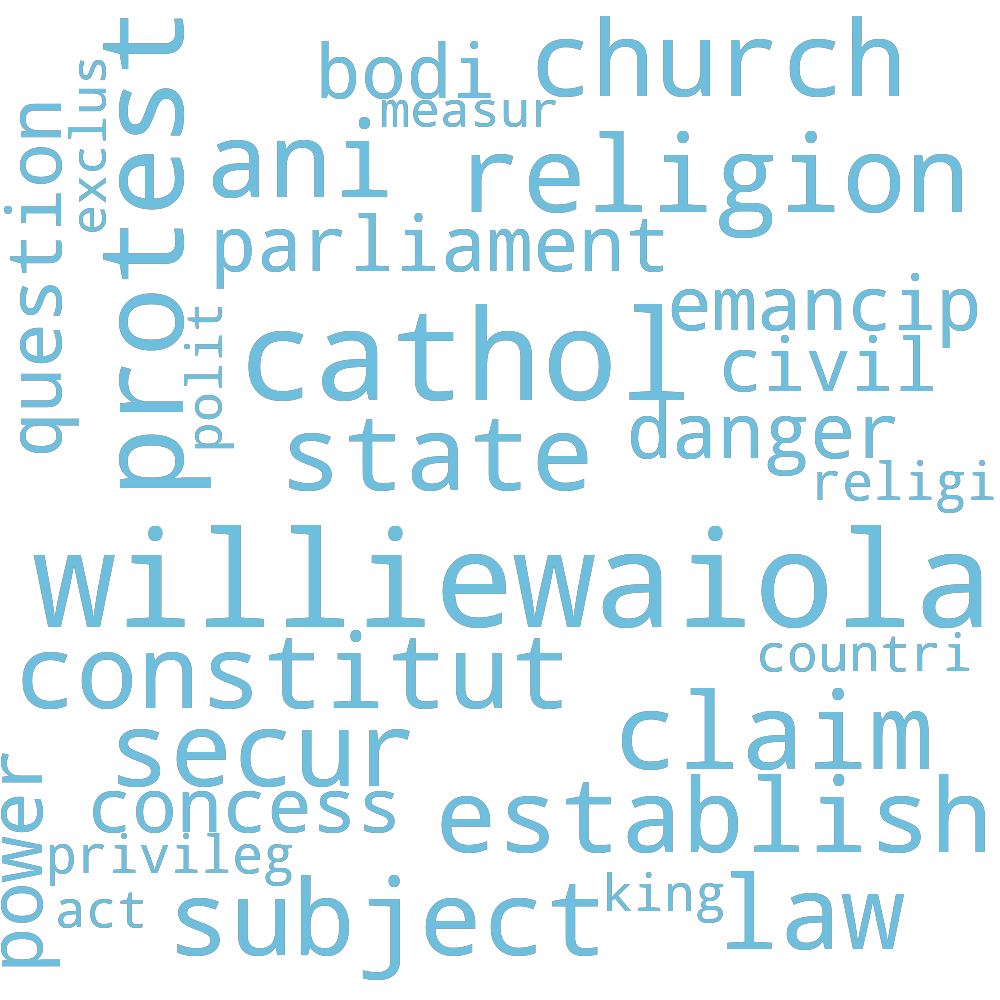 protest
church
bodi
exclus
measur
question
ani
religion
parliament
emancip
polit
cathol
civil
danger
state
religi
williewaiola
constitut
countri
claim
secur
power
establish
concess
privileg
king
law
act
subject